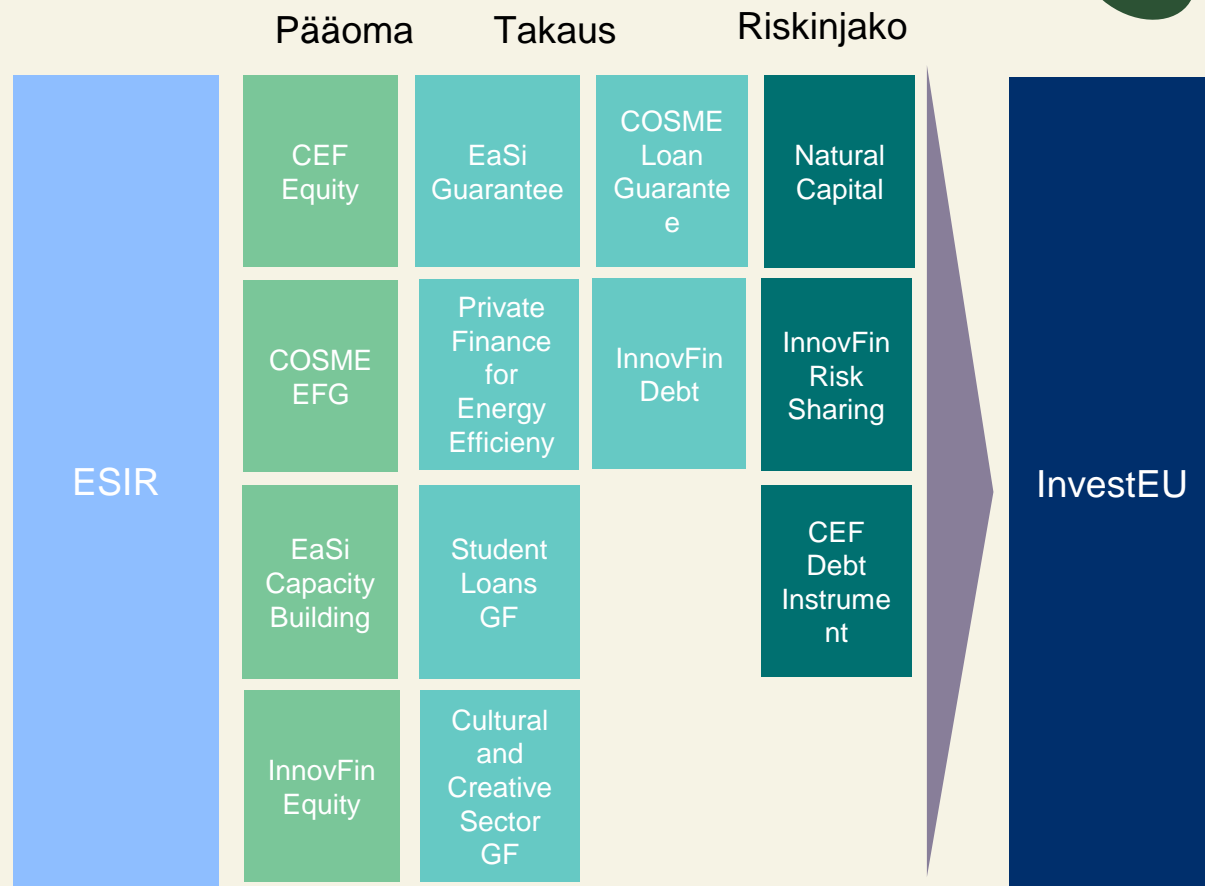 Pääoma
Takaus
Riskinjako
ESIR
CEF
Equity
EaSi
Guarantee
COSME
Loan
Guarante
e
Natural
Capital
COSME
EFG
Private
Finance
for
Energy
Efficieny
InnovFin
Debt
InnovFin
Risk
Sharing
EaSi
Capacity
Building
Student
Loans
GF
CEF
Debt
Instrume
nt
InnovFin
Equity
Cultural
and
Creative
Sector
GF
InvestEU